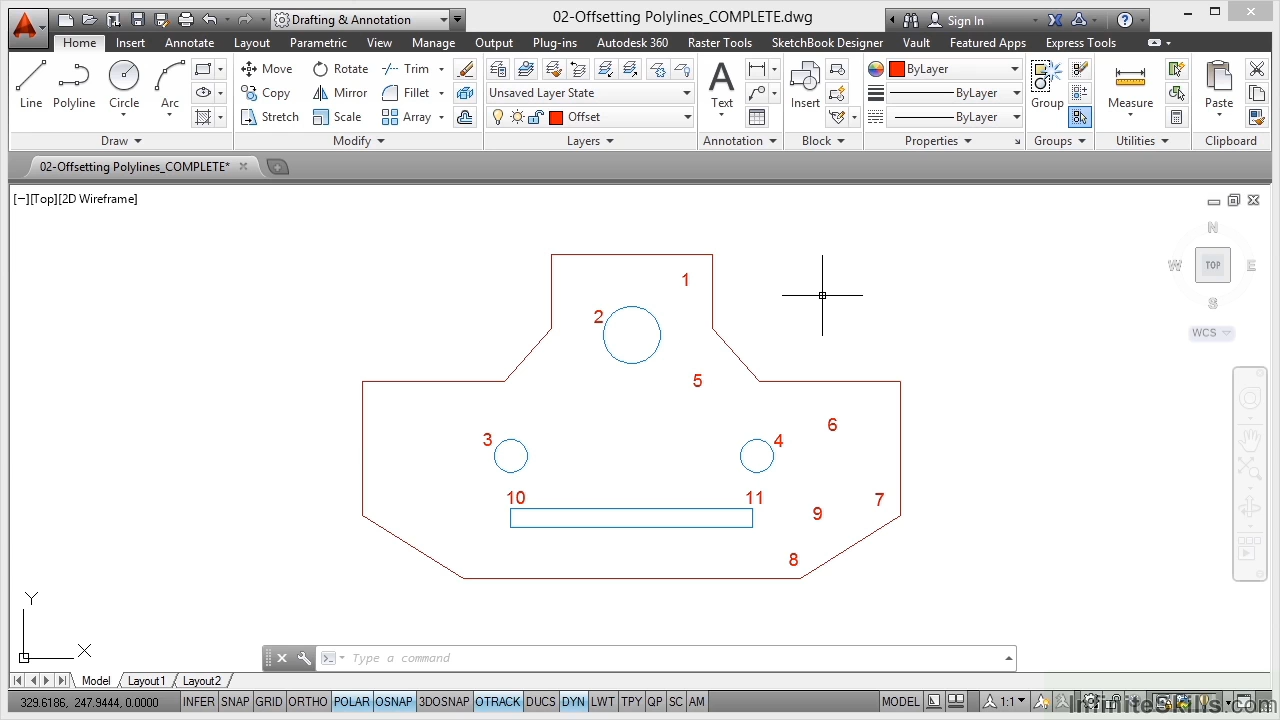 Drafting & Annotation
02-Offsetting Polylines_COMPLETE.dwg
Sign In
Home Insert Annotate Layout Parametric View Manage Output Plug-ins Autodesk 360 Raster Tools SketchBook Designer Vault Featured Apps Express Tools
Move Rotate Trim
Copy Mirror Fillet
Stretch Scale Array
Line Polyline Circle Arc
Unsaved Layer State
Offset
Text
Insert
ByLayer
ByLayer
ByLayer
Group
Measure
Paste
Draw Modify Layers Annotation Block Properties Groups Utilities Clipboard
02-Offsetting Polylines_COMPLETE*
[−][Top][2D Wireframe]
N
W TOP E
S
WCS
1
2
5
6
3
4
10
11
7
9
8
Y
X
Type a command
Model Layout1 Layout2
329.6186, 247.9444, 0.0000
INFER SNAP GRID ORTHO POLAR OSNAP 3DOSNAP OTRACK DUCS DYN LWT TPY QP SC AM
MODEL
1:1
InfiniteSkills.com